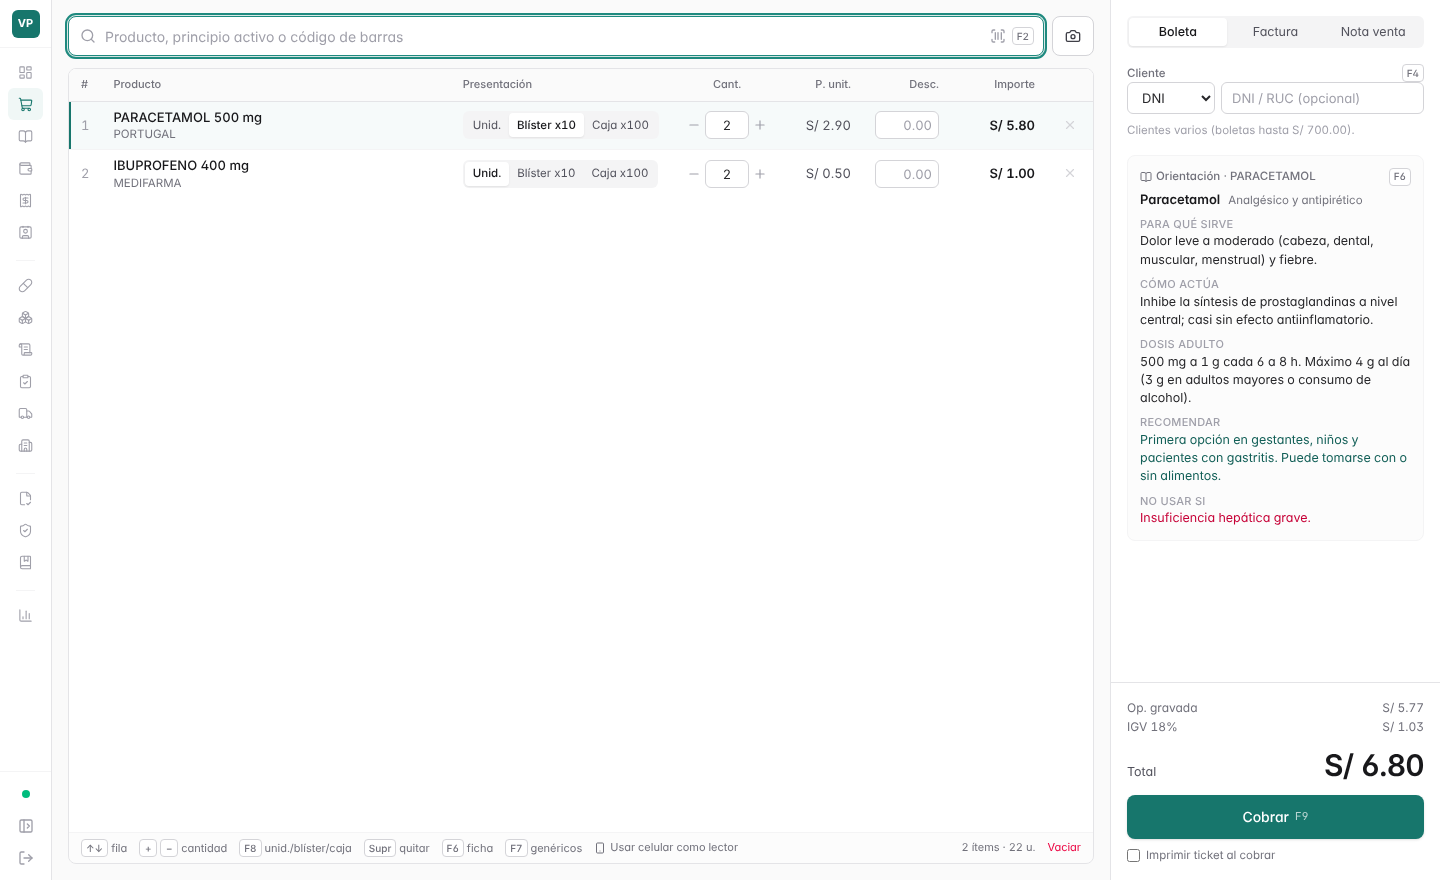 VP
Producto, principio activo o código de barras
F2
# Producto Presentación Cant. P. unit. Desc. Importe
1 PARACETAMOL 500 mg Unid. Blíster x10 Caja x100 − 2 + S/ 2.90 0.00 S/ 5.80 ×
PORTUGAL
2 IBUPROFENO 400 mg Unid. Blíster x10 Caja x100 − 2 + S/ 0.50 0.00 S/ 1.00 ×
MEDIFARMA
↑↓ fila + − cantidad F8 unid./blíster/caja Supr quitar F6 ficha F7 genéricos Usar celular como lector 2 ítems · 22 u. Vaciar
Boleta Factura Nota venta
Cliente F4
DNI DNI / RUC (opcional)
Clientes varios (boletas hasta S/ 700.00).
Orientación · PARACETAMOL F6
Paracetamol Analgésico y antipirético
PARA QUÉ SIRVE
Dolor leve a moderado (cabeza, dental,
muscular, menstrual) y fiebre.
CÓMO ACTÚA
Inhibe la síntesis de prostaglandinas a nivel
central; casi sin efecto antiinflamatorio.
DOSIS ADULTO
500 mg a 1 g cada 6 a 8 h. Máximo 4 g al día
(3 g en adultos mayores o consumo de
alcohol).
RECOMENDAR
Primera opción en gestantes, niños y
pacientes con gastritis. Puede tomarse con o
sin alimentos.
NO USAR SI
Insuficiencia hepática grave.
Op. gravada S/ 5.77
IGV 18% S/ 1.03
Total S/ 6.80
Cobrar F9
Imprimir ticket al cobrar